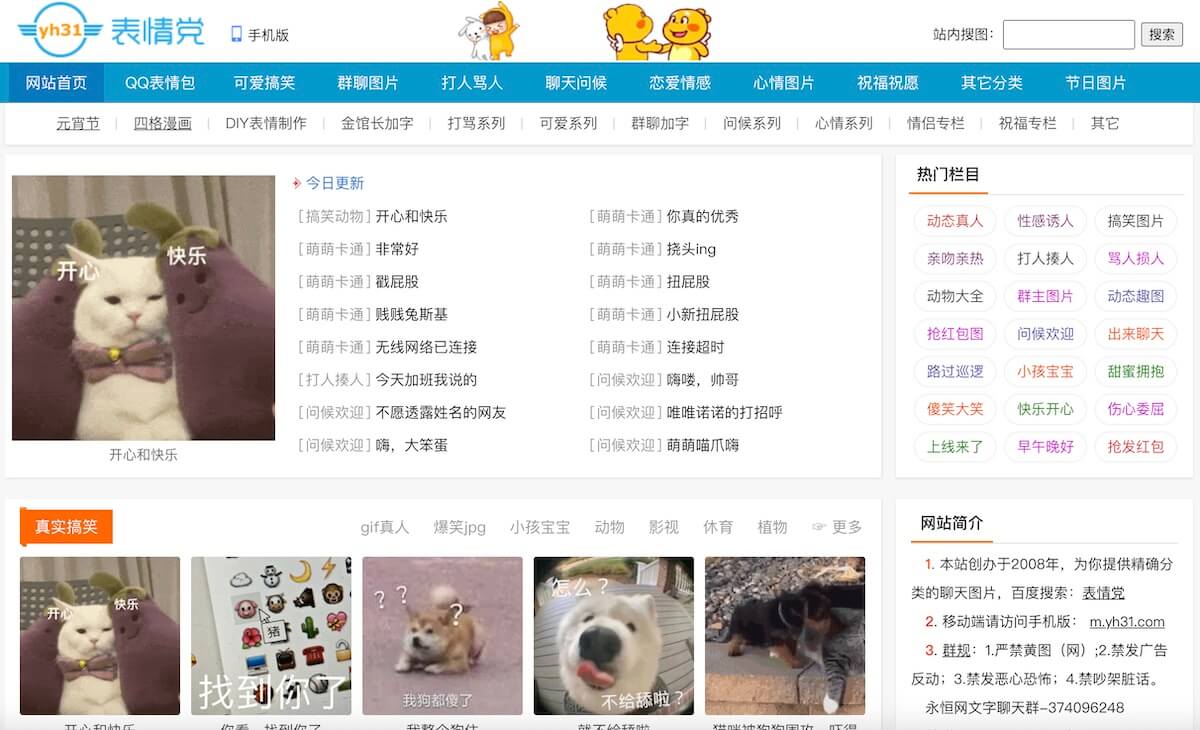 yh31 表情党 手机版 站内搜图: 搜索
网站首页 QQ表情包 可爱搞笑 群聊图片 打人骂人 聊天问候 恋爱情感 心情图片 祝福祝愿 其它分类 节日图片
元宵节 | 四格漫画 | DIY表情制作 | 金馆长加字 | 打骂系列 | 可爱系列 | 群聊加字 | 问候系列 | 心情系列 | 情侣专栏 | 祝福专栏 | 其它
开心 快乐
开心和快乐
今日更新
[搞笑动物] 开心和快乐 [萌萌卡通] 你真的优秀
[萌萌卡通] 非常好 [萌萌卡通] 挠头ing
[萌萌卡通] 戳屁股 [萌萌卡通] 扭屁股
[萌萌卡通] 贱贱兔斯基 [萌萌卡通] 小新扭屁股
[萌萌卡通] 无线网络已连接 [萌萌卡通] 连接超时
[打人揍人] 今天加班我说的 [问候欢迎] 嗨喽，帅哥
[问候欢迎] 不愿透露姓名的网友 [问候欢迎] 唯唯诺诺的打招呼
[问候欢迎] 嗨，大笨蛋 [问候欢迎] 萌萌喵爪嗨
热门栏目
动态真人 性感诱人 搞笑图片
亲吻亲热 打人揍人 骂人损人
动物大全 群主图片 动态趣图
抢红包图 问候欢迎 出来聊天
路过巡逻 小孩宝宝 甜蜜拥抱
傻笑大笑 快乐开心 伤心委屈
上线来了 早午晚好 抢发红包
真实搞笑 gif真人 爆笑jpg 小孩宝宝 动物 影视 体育 植物 更多
开心 快乐
猪
找到你了
? ? ?
我狗都傻了
怎么？
不给舔啦？
开心和快乐 你看，找到你了 我整个狗住 就不给舔啦 猫咪被狗狗围攻，吓得
网站简介
1. 本站创办于2008年，为你提供精确分
类的聊天图片，百度搜索：表情党
2. 移动端请访问手机版： m.yh31.com
3. 群规：1.严禁黄图（网）;2.禁发广告
反动；3.禁发恶心恐怖；4.禁吵架脏话。
永恒网文字聊天群-374096248